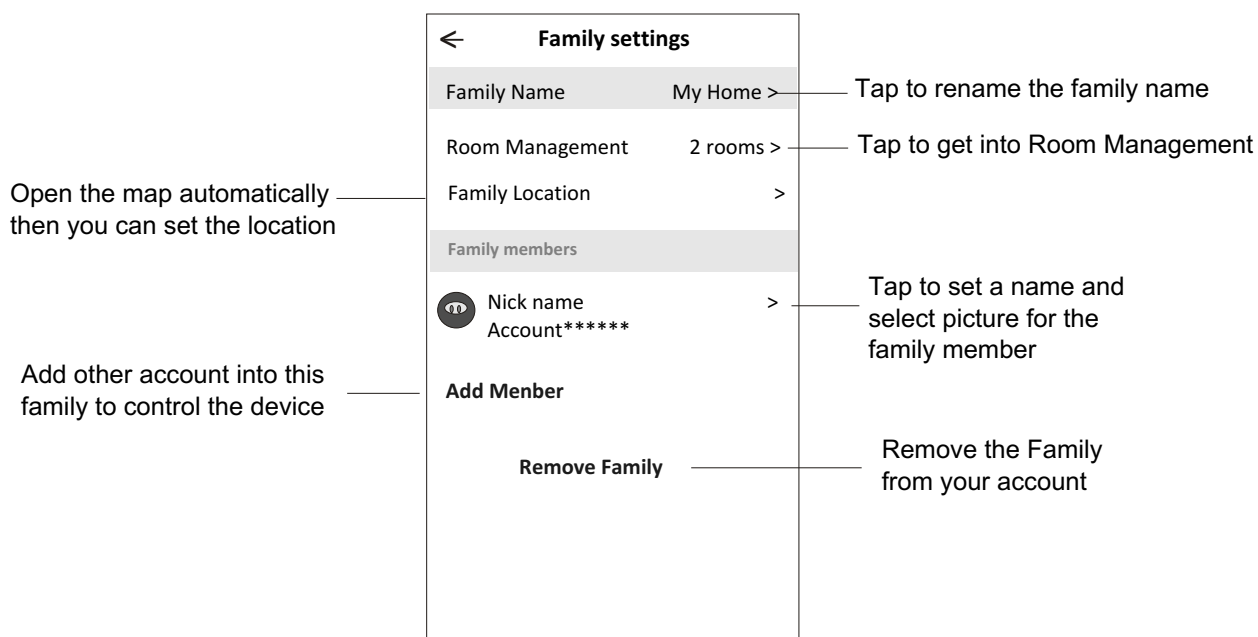 Family settings
Family Name My Home >
Tap to rename the family name
Room Management 2 rooms >
Tap to get into Room Management
Open the map automatically
then you can set the location
Family Location >
Family members
Nick name >
Account******
Tap to set a name and
select picture for the
family member
Add other account into this
family to control the device
Add Menber
Remove Family
Remove the Family
from your account